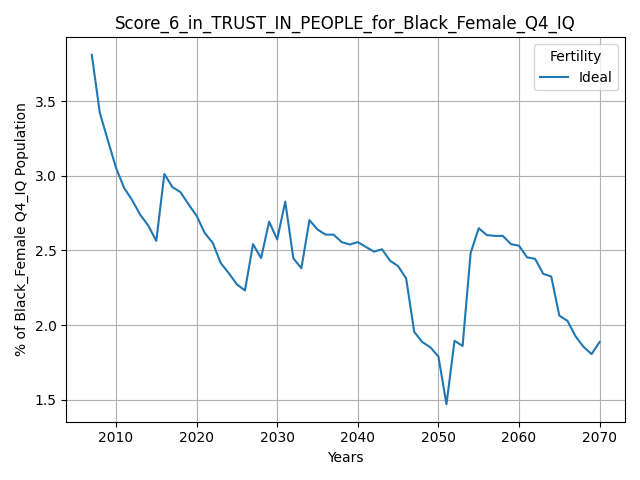 Score_6_in_TRUST_IN_PEOPLE_for_Black_Female_Q4_IQ
Fertility
Ideal
% of Black_Female Q4_IQ Population
3.5
3.0
2.5
2.0
1.5
2010 2020 2030 2040 2050 2060 2070
Years